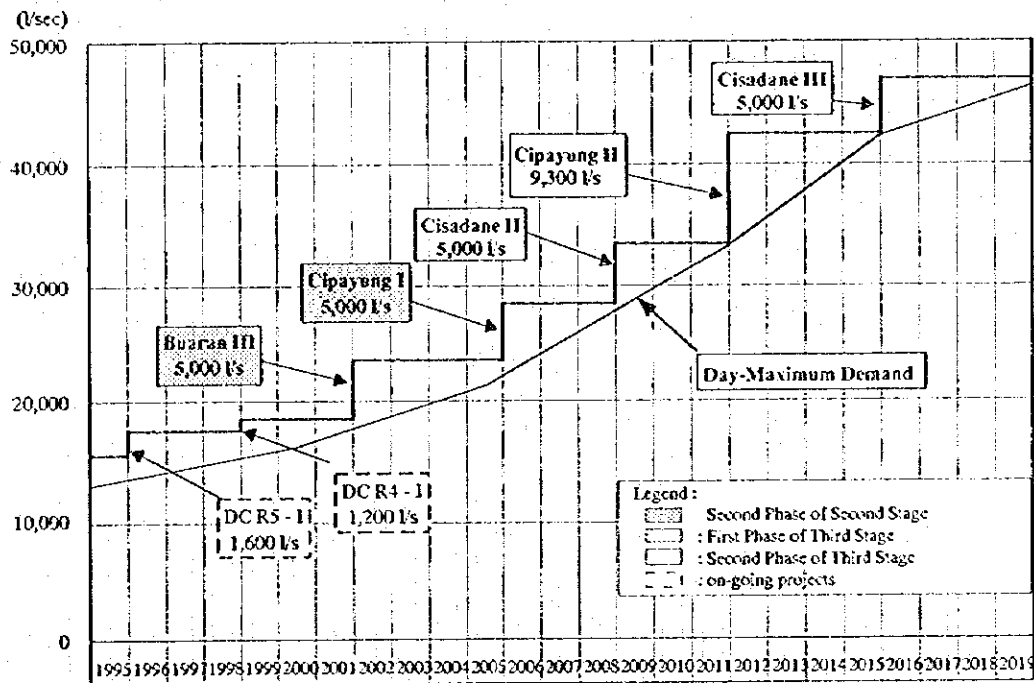 (l/sec)
50,000
40,000
30,000
20,000
10,000
0
Cisadane III
5,000 l/s
Cipayung II
9,300 l/s
Cisadane II
5,000 l/s
Cipayung I
5,000 l/s
Buaran III
5,000 l/s
Day-Maximum Demand
DC R4 - I
1,200 l/s
DC R5 - I
1,600 l/s
Legend :
Second Phase of Second Stage
: First Phase of Third Stage
: Second Phase of Third Stage
: on-going projects
1995 1996 1997 1998 1999 2000 2001 2002 2003 2004 2005 2006 2007 2008 2009 2010 2011 2012 2013 2014 2015 2016 2017 2018 2019